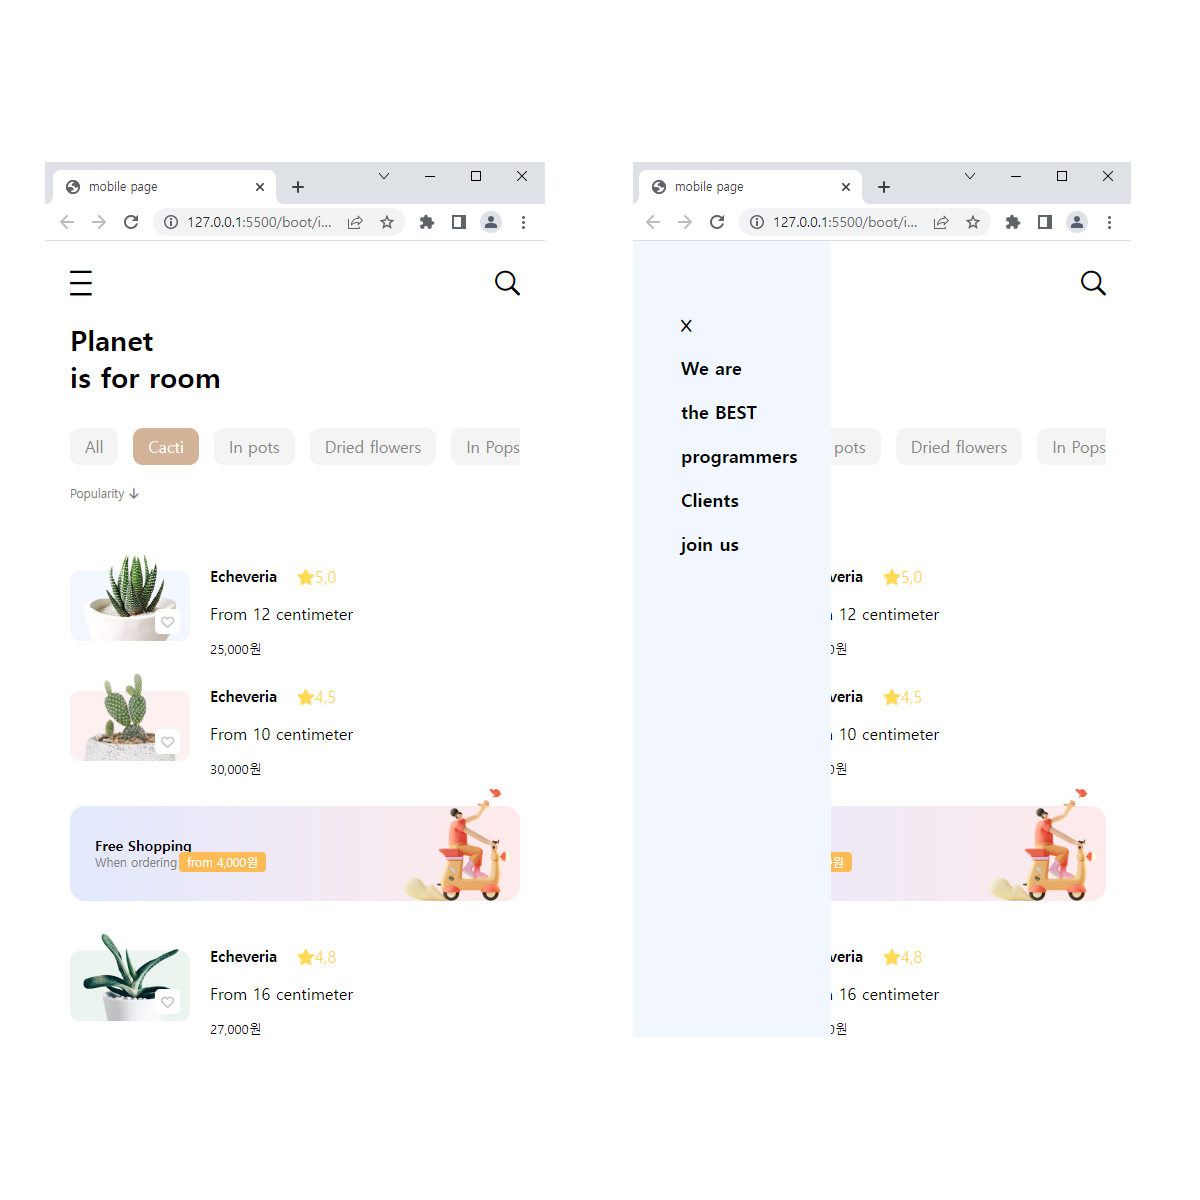 mobile page
127.0.0.1:5500/boot/i...
Planet
is for room
All
Cacti
In pots
Dried flowers
In Pops
Popularity
Echeveria
5,0
From 12 centimeter
25,000원
Echeveria
4,5
From 10 centimeter
30,000원
Free Shopping
When ordering from 4,000원
Echeveria
4,8
From 16 centimeter
27,000원
mobile page
127.0.0.1:5500/boot/i...
X
We are
the BEST
programmers
Clients
join us
pots
Dried flowers
In Pops
veria
5,0
12 centimeter
0원
veria
4,5
10 centimeter
0원
0원
veria
4,8
16 centimeter
0원